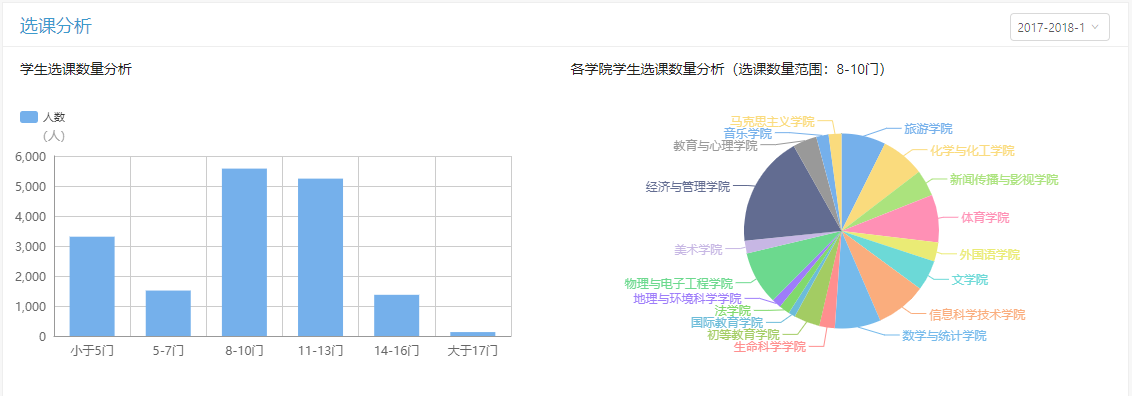 选课分析
2017-2018-1
学生选课数量分析
各学院学生选课数量分析（选课数量范围：8-10门）
人数
（人）
6,000
5,000
4,000
3,000
2,000
1,000
0
小于5门
5-7门
8-10门
11-13门
14-16门
大于17门
马克思主义学院
音乐学院
教育与心理学院
经济与管理学院
美术学院
物理与电子工程学院
地理与环境科学学院
法学院
国际教育学院
初等教育学院
生命科学学院
旅游学院
化学与化工学院
新闻传播与影视学院
体育学院
外国语学院
文学院
信息科学技术学院
数学与统计学院